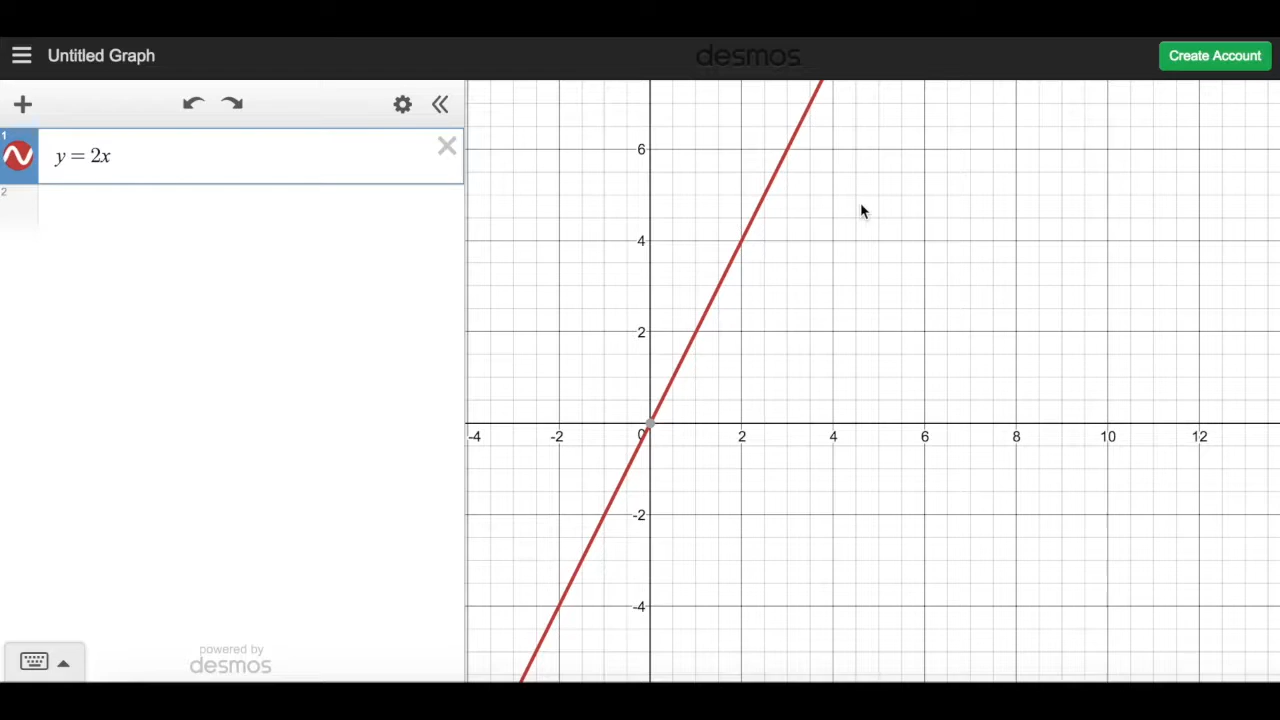 Untitled Graph
desmos
Create Account
1
y = 2x
2
6
4
2
-4 -2 0 2 4 6 8 10 12
-2
-4
powered by
desmos